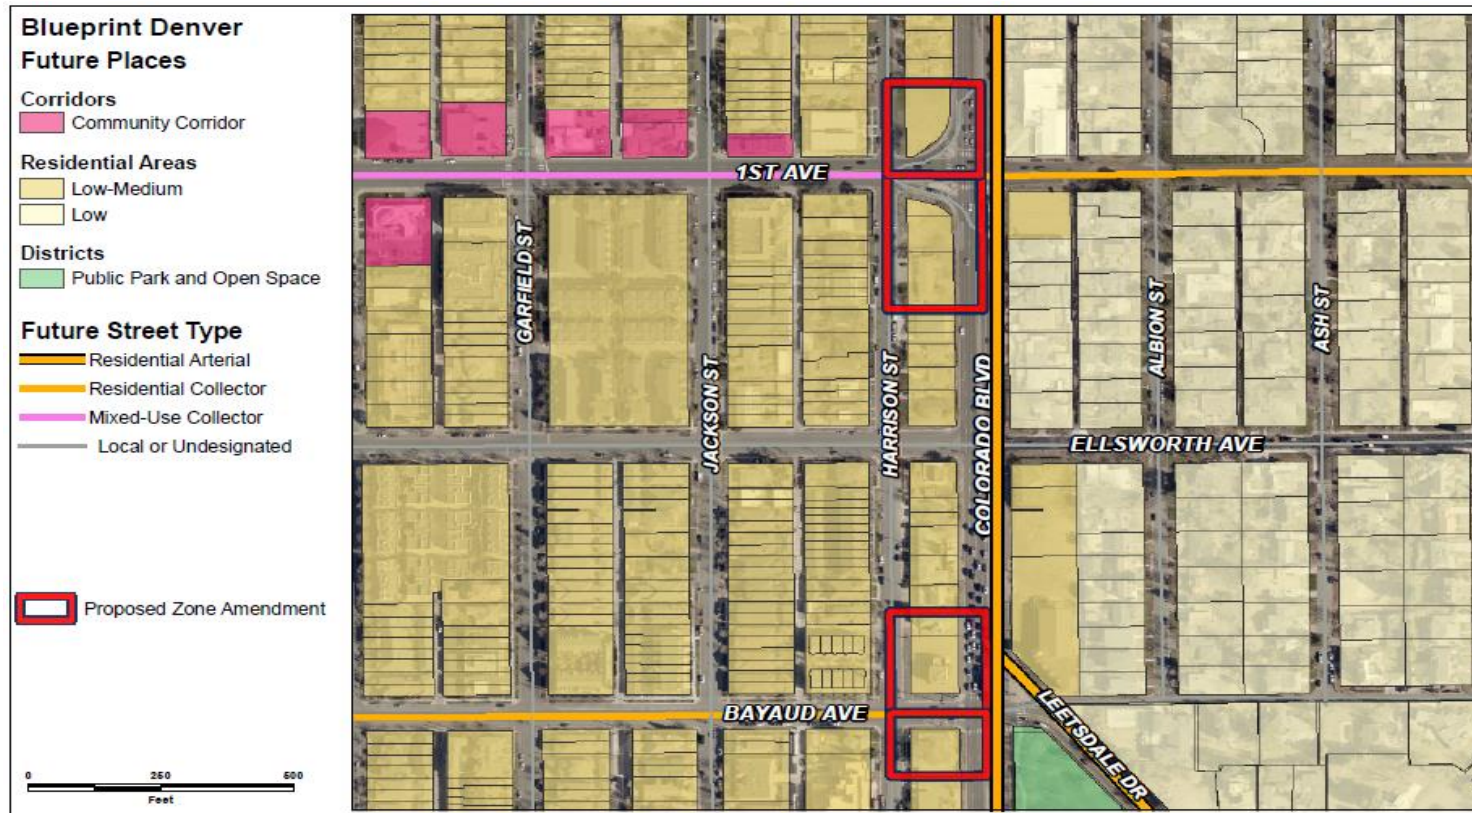 Blueprint Denver
Future Places
Corridors
Community Corridor
Residential Areas
Low-Medium
Low
Districts
Public Park and Open Space
Future Street Type
Residential Arterial
Residential Collector
Mixed-Use Collector
Local or Undesignated
Proposed Zone Amendment
0 250 500
Feet
1ST AVE
GARFIELD ST
JACKSON ST
HARRISON ST
COLORADO BLVD
ALBION ST
ASH ST
ELLSWORTH AVE
BAYAUD AVE
LEETSDALE DR